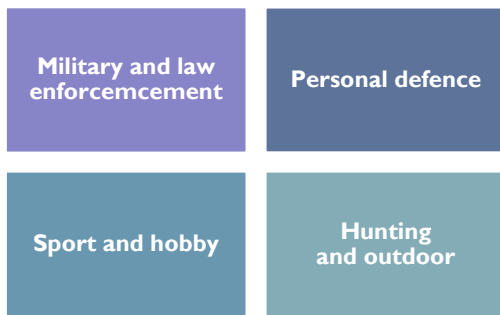 Military and law
enforcemcement
Personal defence
Sport and hobby
Hunting
and outdoor